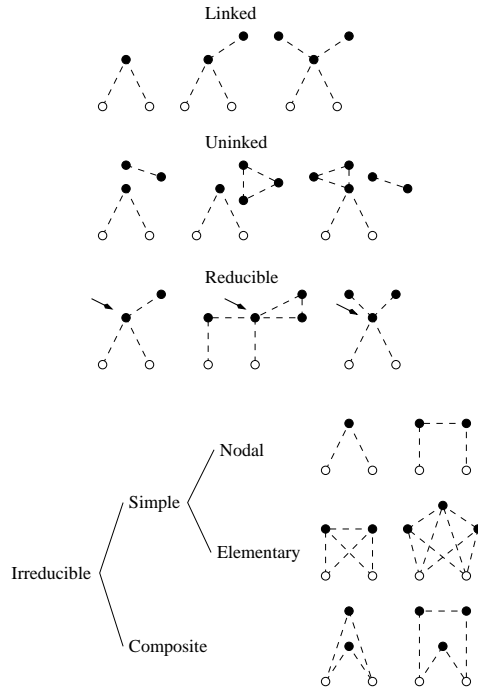 Linked
Uninked
Reducible
Nodal
Simple
Elementary
Irreducible
Composite